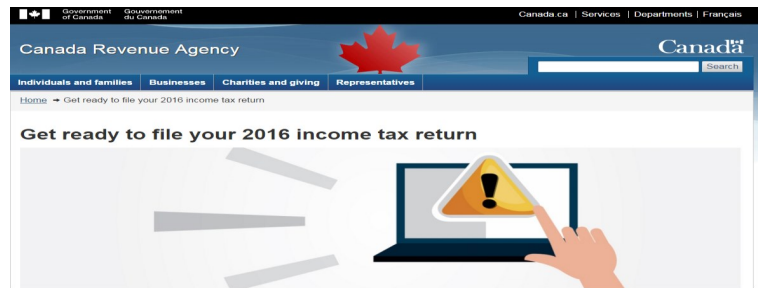 Government of Canada Gouvernement du Canada
Canada.ca | Services | Departments | Français
Canada Revenue Agency
Canada
Search
Individuals and families Businesses Charities and giving Representatives
Home → Get ready to file your 2016 income tax return
Get ready to file your 2016 income tax return
!